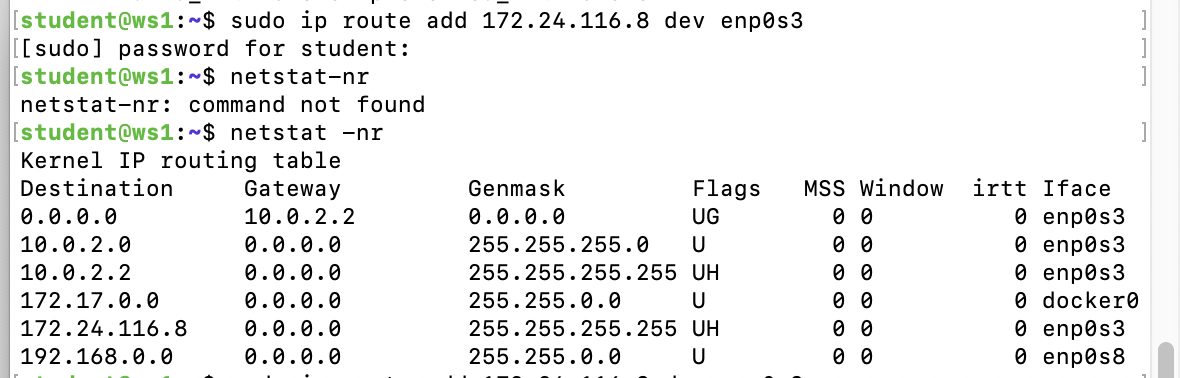 [student@ws1:~$ sudo ip route add 172.24.116.8 dev enp0s3 ]
[[sudo] password for student: ]
[student@ws1:~$ netstat-nr ]
netstat-nr: command not found
[student@ws1:~$ netstat -nr ]
Kernel IP routing table
Destination Gateway Genmask Flags MSS Window irtt Iface
0.0.0.0 10.0.2.2 0.0.0.0 UG 0 0 0 enp0s3
10.0.2.0 0.0.0.0 255.255.255.0 U 0 0 0 enp0s3
10.0.2.2 0.0.0.0 255.255.255.255 UH 0 0 0 enp0s3
172.17.0.0 0.0.0.0 255.255.0.0 U 0 0 0 docker0
172.24.116.8 0.0.0.0 255.255.255.255 UH 0 0 0 enp0s3
192.168.0.0 0.0.0.0 255.255.0.0 U 0 0 0 enp0s8